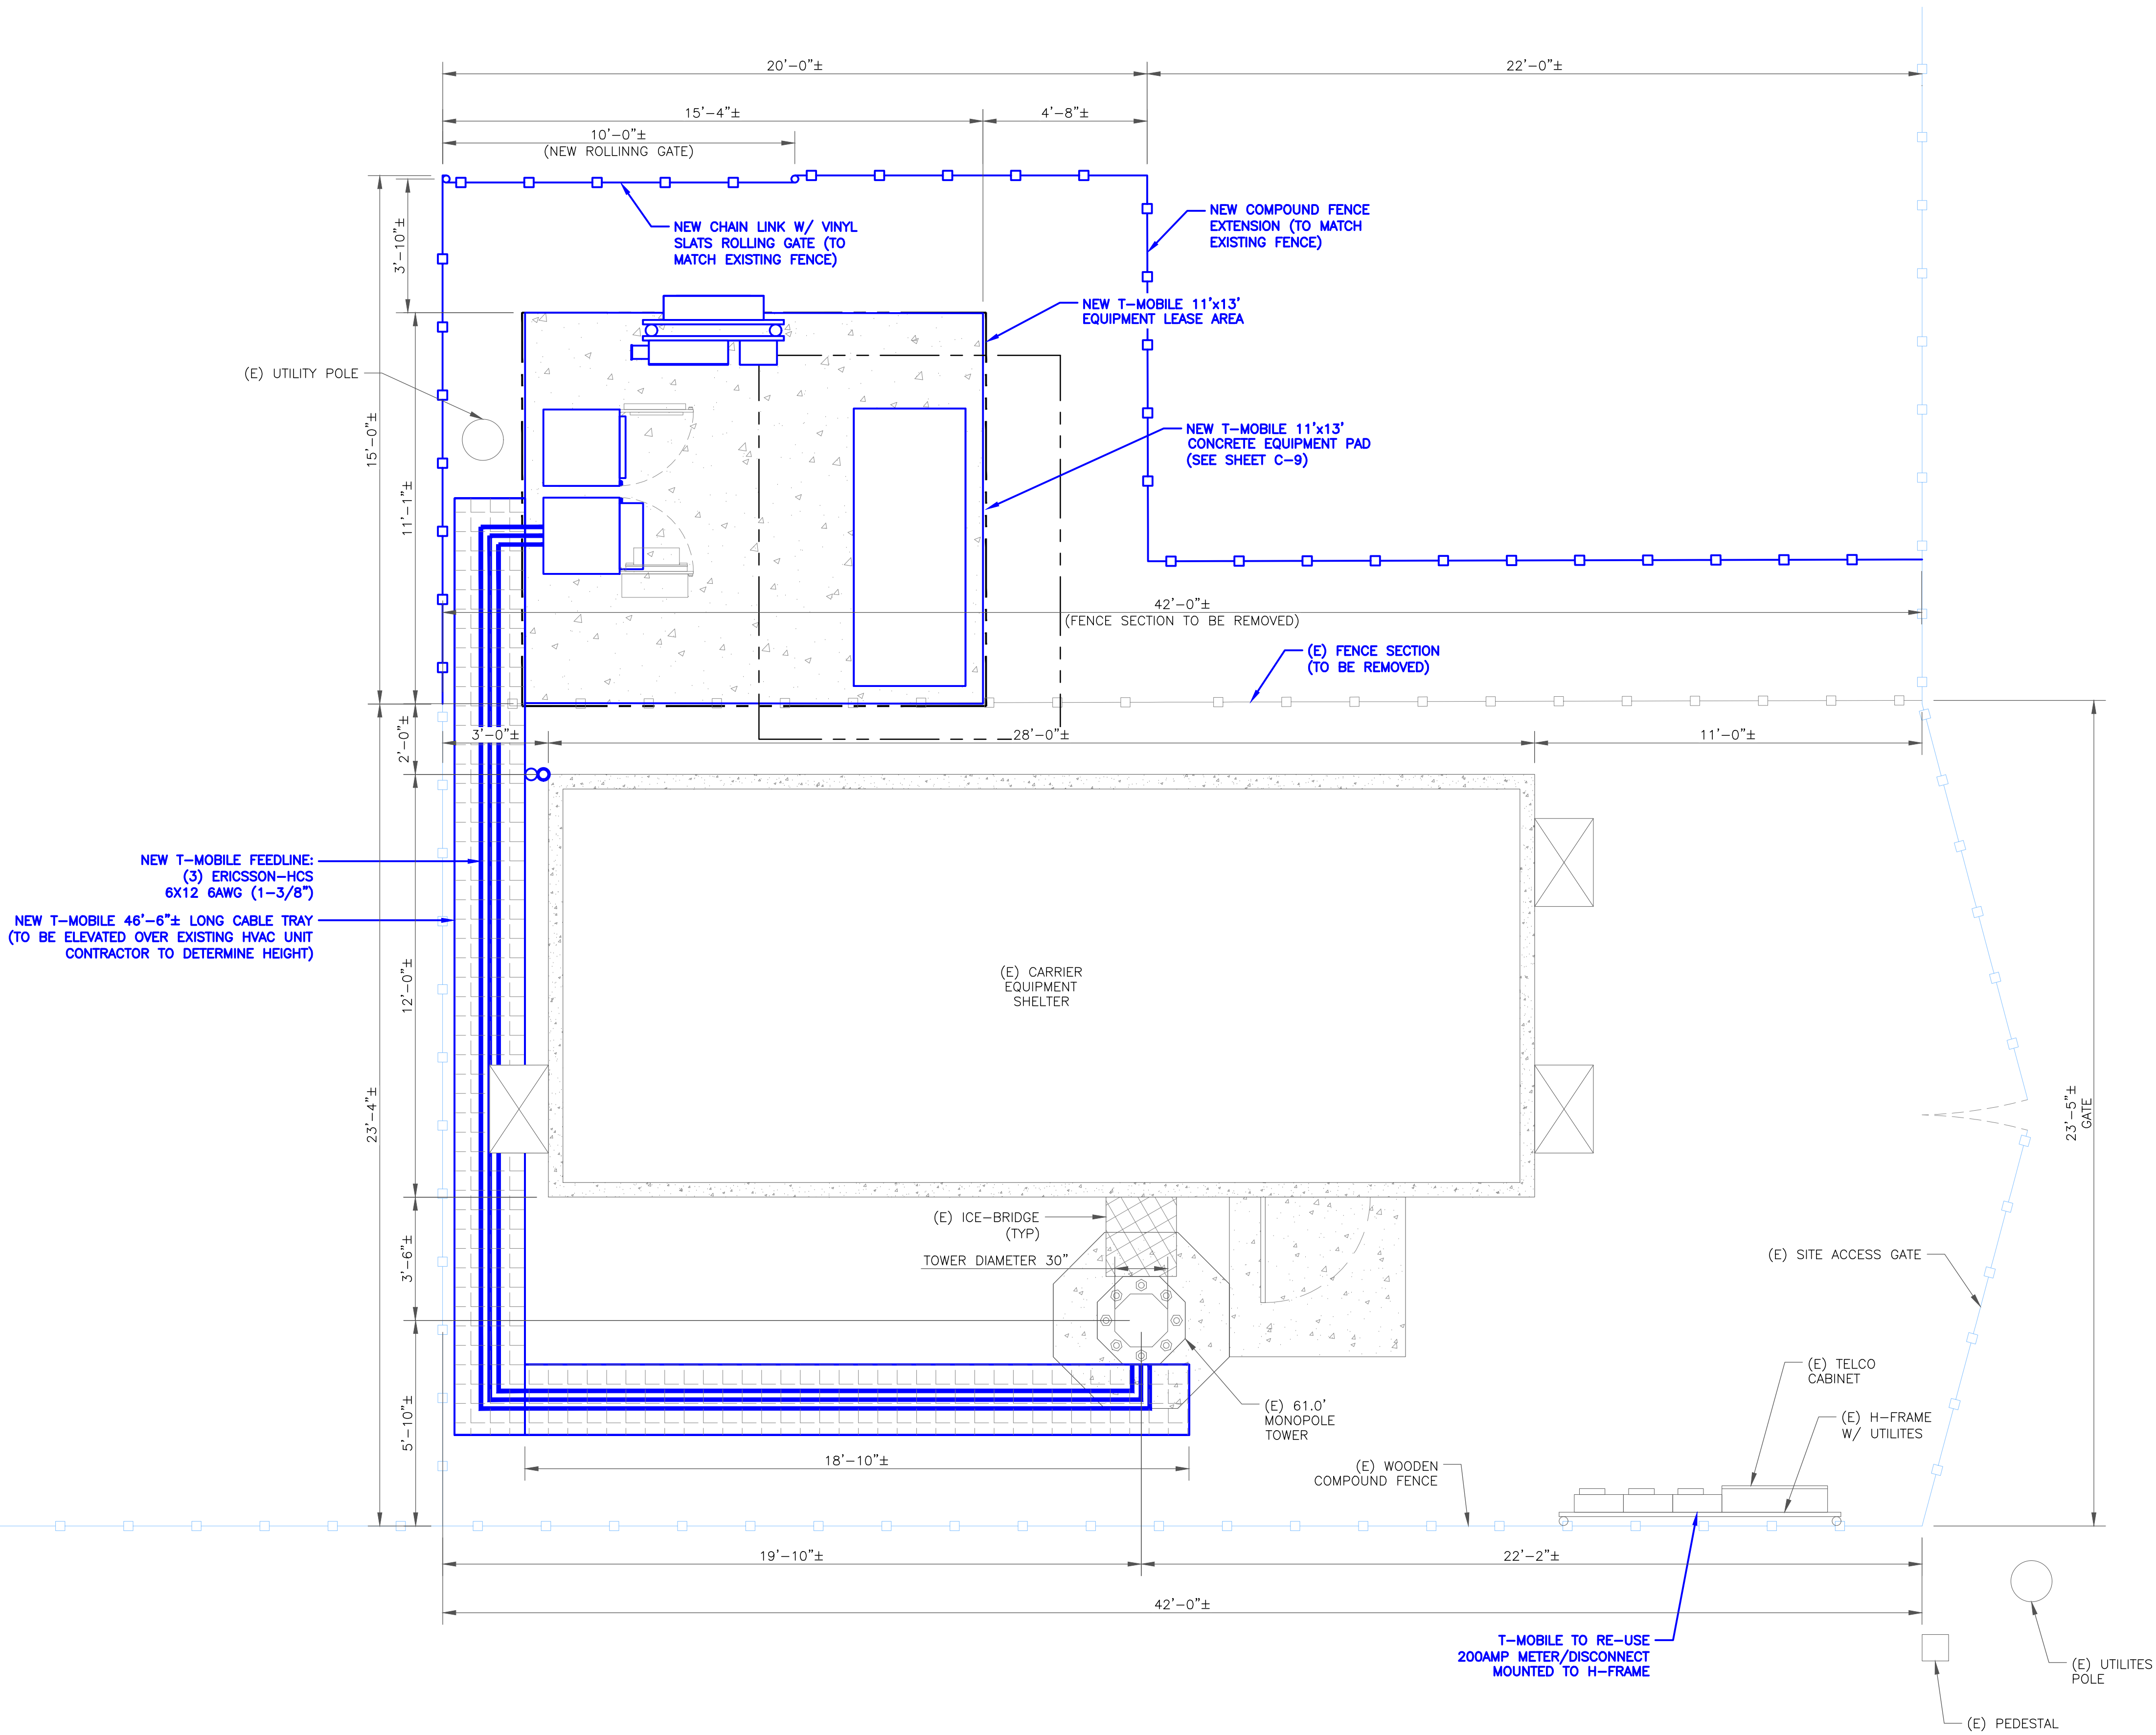 20'-0"±
22'-0"±
15'-4"±
4'-8"±
10'-0"±
(NEW ROLLINNG GATE)
3'-10"±
NEW CHAIN LINK W/ VINYL
SLATS ROLLING GATE (TO
MATCH EXISTING FENCE)
NEW COMPOUND FENCE
EXTENSION (TO MATCH
EXISTING FENCE)
NEW T-MOBILE 11'x13'
EQUIPMENT LEASE AREA
(E) UTILITY POLE
15'-0"±
11'-1"±
NEW T-MOBILE 11'x13'
CONCRETE EQUIPMENT PAD
(SEE SHEET C-9)
42'-0"±
(FENCE SECTION TO BE REMOVED)
(E) FENCE SECTION
(TO BE REMOVED)
2'-0"±
3'-0"±
28'-0"±
11'-0"±
NEW T-MOBILE FEEDLINE:
(3) ERICSSON-HCS
6X12 6AWG (1-3/8")
NEW T-MOBILE 46'-6"± LONG CABLE TRAY
(TO BE ELEVATED OVER EXISTING HVAC UNIT
CONTRACTOR TO DETERMINE HEIGHT)
12'-0"±
(E) CARRIER
EQUIPMENT
SHELTER
23'-4"±
23'-5"±
GATE
(E) ICE-BRIDGE
(TYP)
TOWER DIAMETER 30"
3'-6"±
(E) SITE ACCESS GATE
(E) TELCO
CABINET
(E) 61.0'
MONOPOLE
TOWER
(E) H-FRAME
W/ UTILITES
5'-10"±
18'-10"±
(E) WOODEN
COMPOUND FENCE
19'-10"±
22'-2"±
42'-0"±
T-MOBILE TO RE-USE
200AMP METER/DISCONNECT
MOUNTED TO H-FRAME
(E) UTILITES
POLE
(E) PEDESTAL